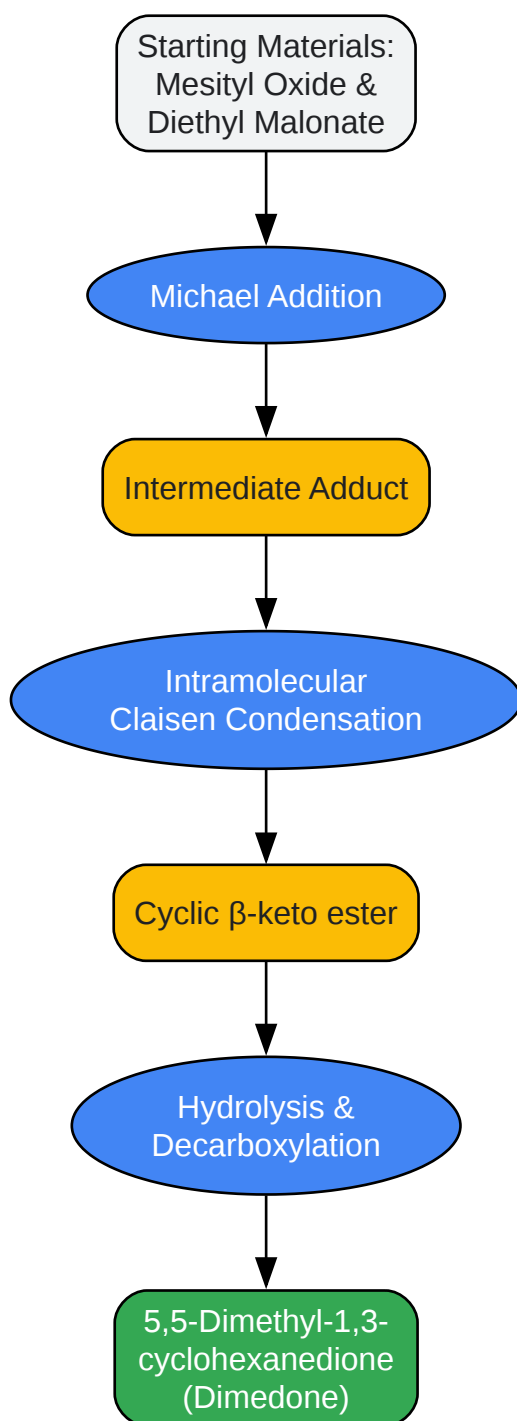 Starting Materials:
Mesityl Oxide &
Diethyl Malonate
Michael Addition
Intermediate Adduct
Intramolecular
Claisen Condensation
Cyclic β-keto ester
Hydrolysis &
Decarboxylation
5,5-Dimethyl-1,3-
cyclohexanedione
(Dimedone)